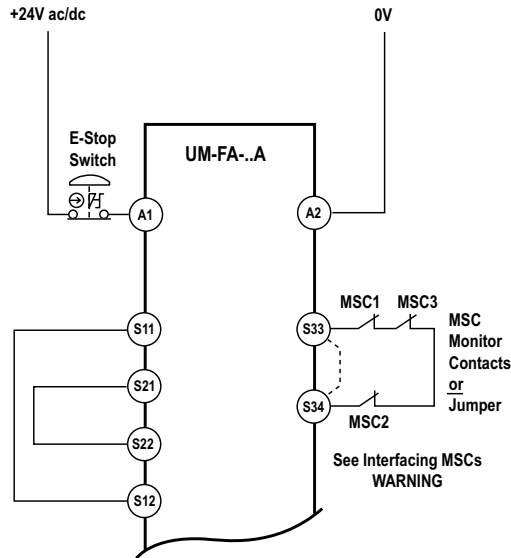 +24V ac/dc
0V
E-Stop
Switch
UM-FA-..A
A1
A2
S11
S33
MSC1
MSC3
MSC
Monitor
Contacts
or
Jumper
S21
S34
MSC2
S22
See Interfacing MSCs
WARNING
S12